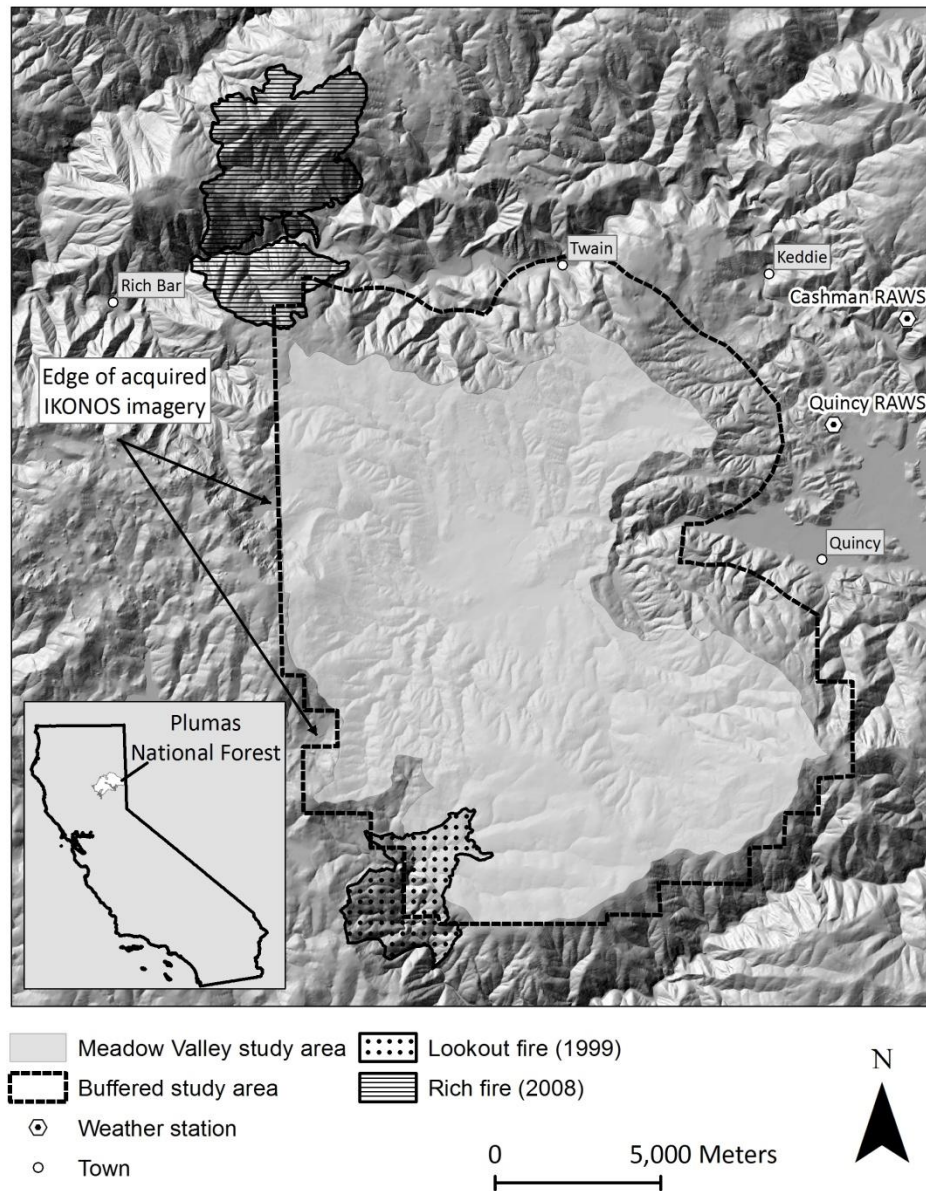 Twain
Keddie
Rich Bar
Cashman RAWS
Edge of acquired
IKONOS imagery
Quincy RAWS
Quincy
Plumas
National Forest
Meadow Valley study area
Lookout fire (1999)
Buffered study area
Rich fire (2008)
Weather station
Town
N
0 5,000 Meters